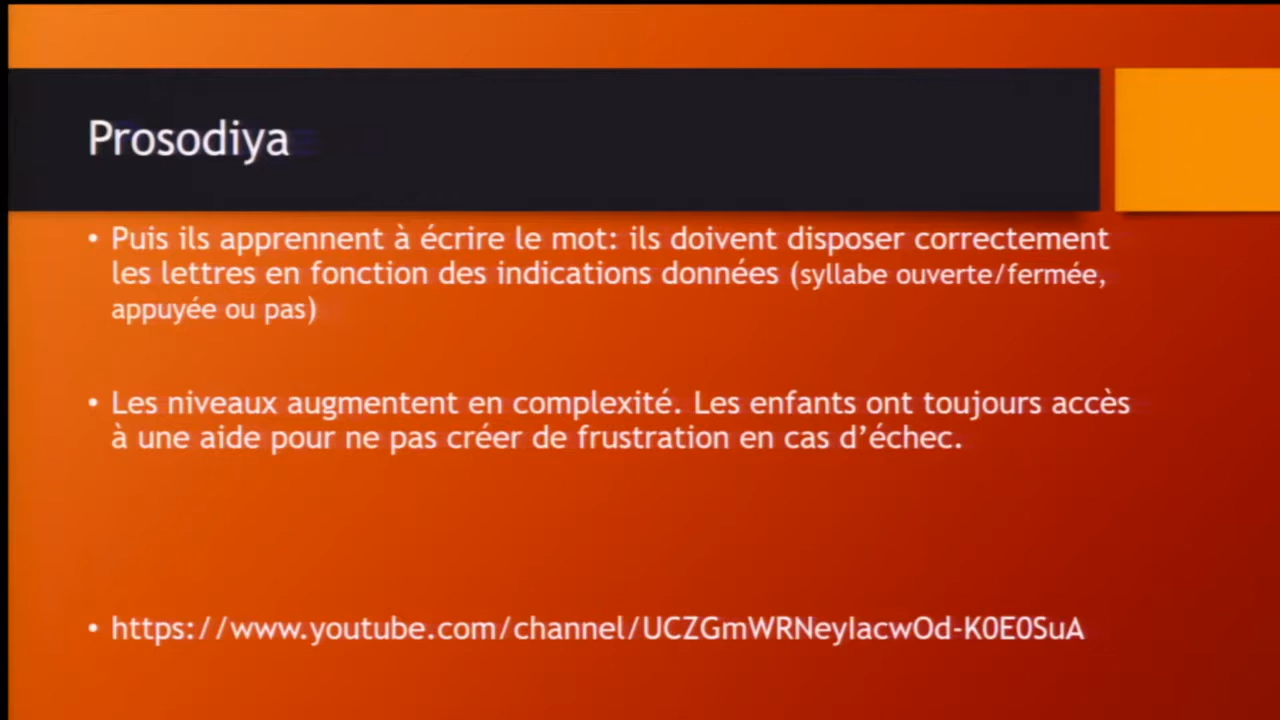 Prosodiya
• Puis ils apprennent à écrire le mot: ils doivent disposer correctement
les lettres en fonction des indications données (syllabe ouverte/fermée,
appuyée ou pas)
• Les niveaux augmentent en complexité. Les enfants ont toujours accès
à une aide pour ne pas créer de frustration en cas d’échec.
• https://www.youtube.com/channel/UCZGmWRNeyIacwOd-K0E0SuA